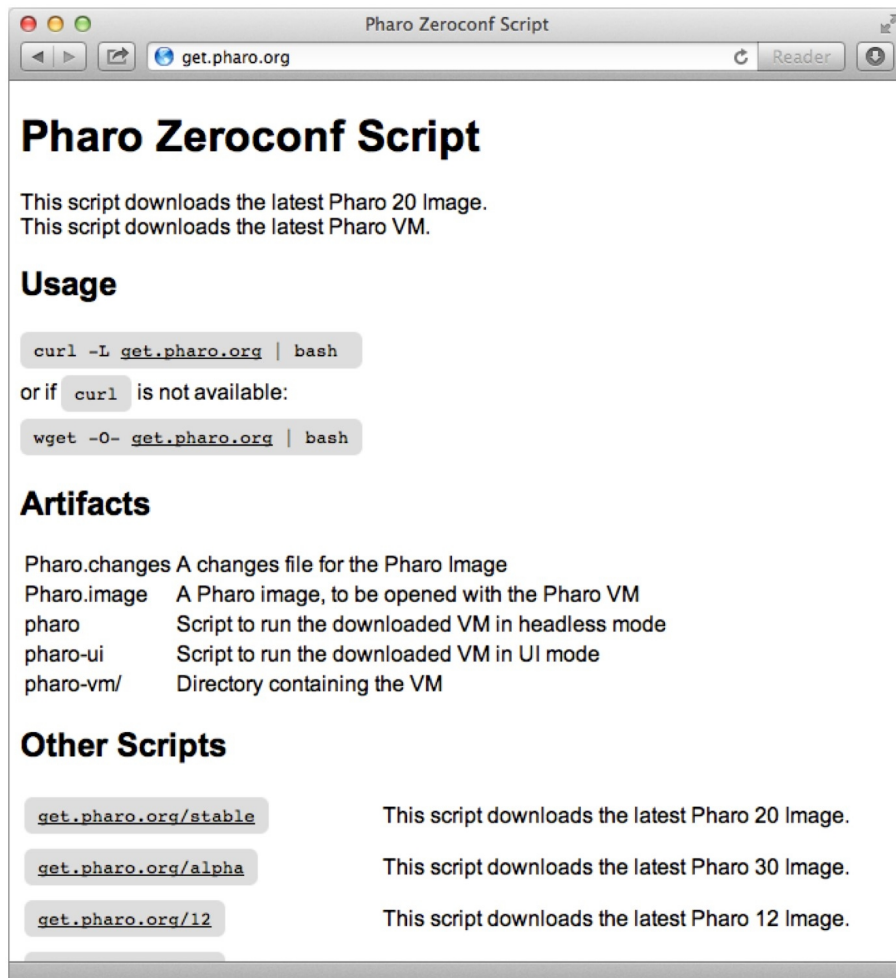 Pharo Zeroconf Script
get.pharo.org
Reader
Pharo Zeroconf Script
This script downloads the latest Pharo 20 Image.
This script downloads the latest Pharo VM.
Usage
curl -L get.pharo.org | bash
or if curl is not available:
wget -O- get.pharo.org | bash
Artifacts
Pharo.changes A changes file for the Pharo Image
Pharo.image A Pharo image, to be opened with the Pharo VM
pharo Script to run the downloaded VM in headless mode
pharo-ui Script to run the downloaded VM in UI mode
pharo-vm/ Directory containing the VM
Other Scripts
get.pharo.org/stable This script downloads the latest Pharo 20 Image.
get.pharo.org/alpha This script downloads the latest Pharo 30 Image.
get.pharo.org/12 This script downloads the latest Pharo 12 Image.